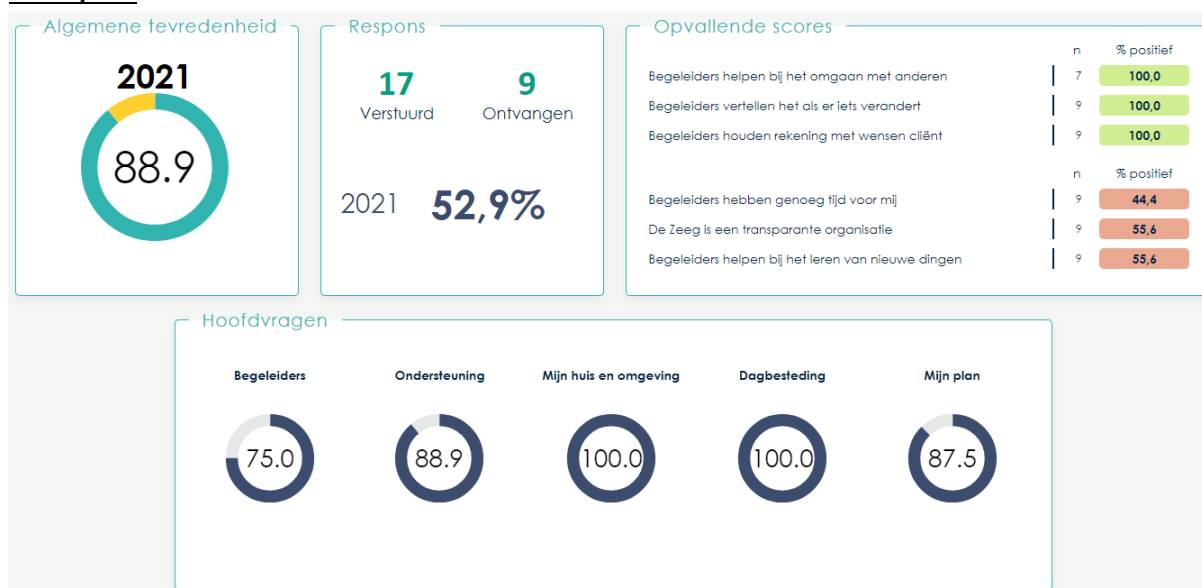 Algemene tevredenheid
2021
88.9
Respons
17 9
Verstuurd Ontvangen
2021 52,9%
Opvallende scores
n % positief
Begeleiders helpen bij het omgaan met anderen 7 100,0
Begeleiders vertellen het als er iets verandert 9 100,0
Begeleiders houden rekening met wensen cliënt 9 100,0
n % positief
Begeleiders hebben genoeg tijd voor mij 9 44,4
De Zeeg is een transparante organisatie 9 55,6
Begeleiders helpen bij het leren van nieuwe dingen 9 55,6
Hoofdvragen
Begeleiders Ondersteuning Mijn huis en omgeving Dagbesteding Mijn plan
75.0 88.9 100.0 100.0 87.5